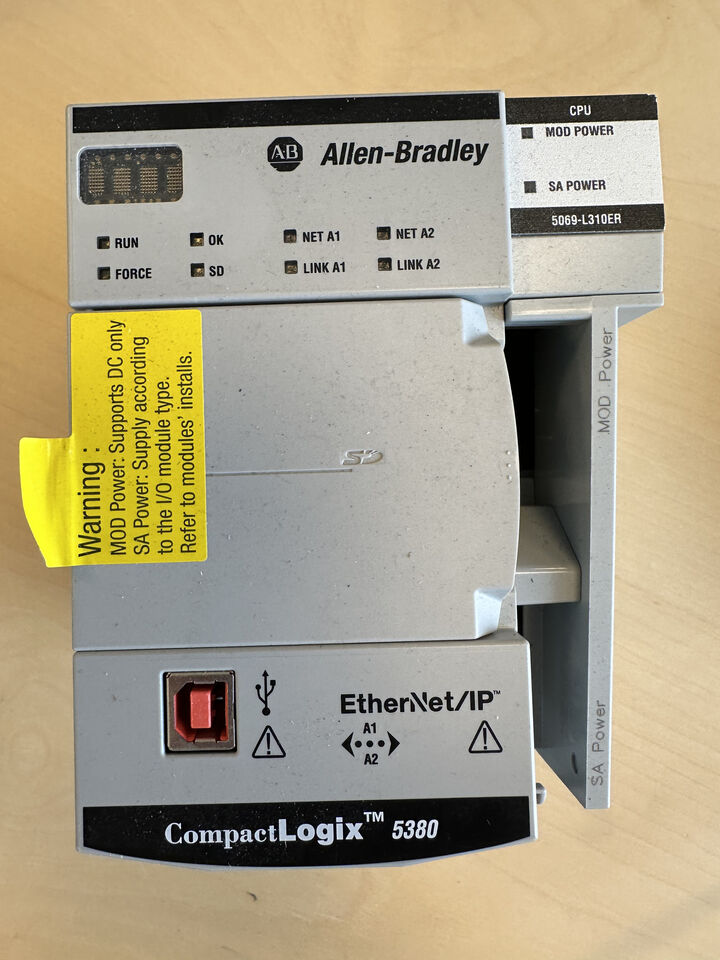 A·B Allen-Bradley
RUN
OK
NET A1
NET A2
FORCE
SD
LINK A1
LINK A2
CPU
MOD POWER
SA POWER
5069-L310ER
Warning :
MOD Power: Supports DC only
SA Power: Supply according
to the I/O module type.
Refer to modules' installs.
SD
MOD Power
SA Power
EtherNet/IP™
A1
A2
CompactLogix™ 5380